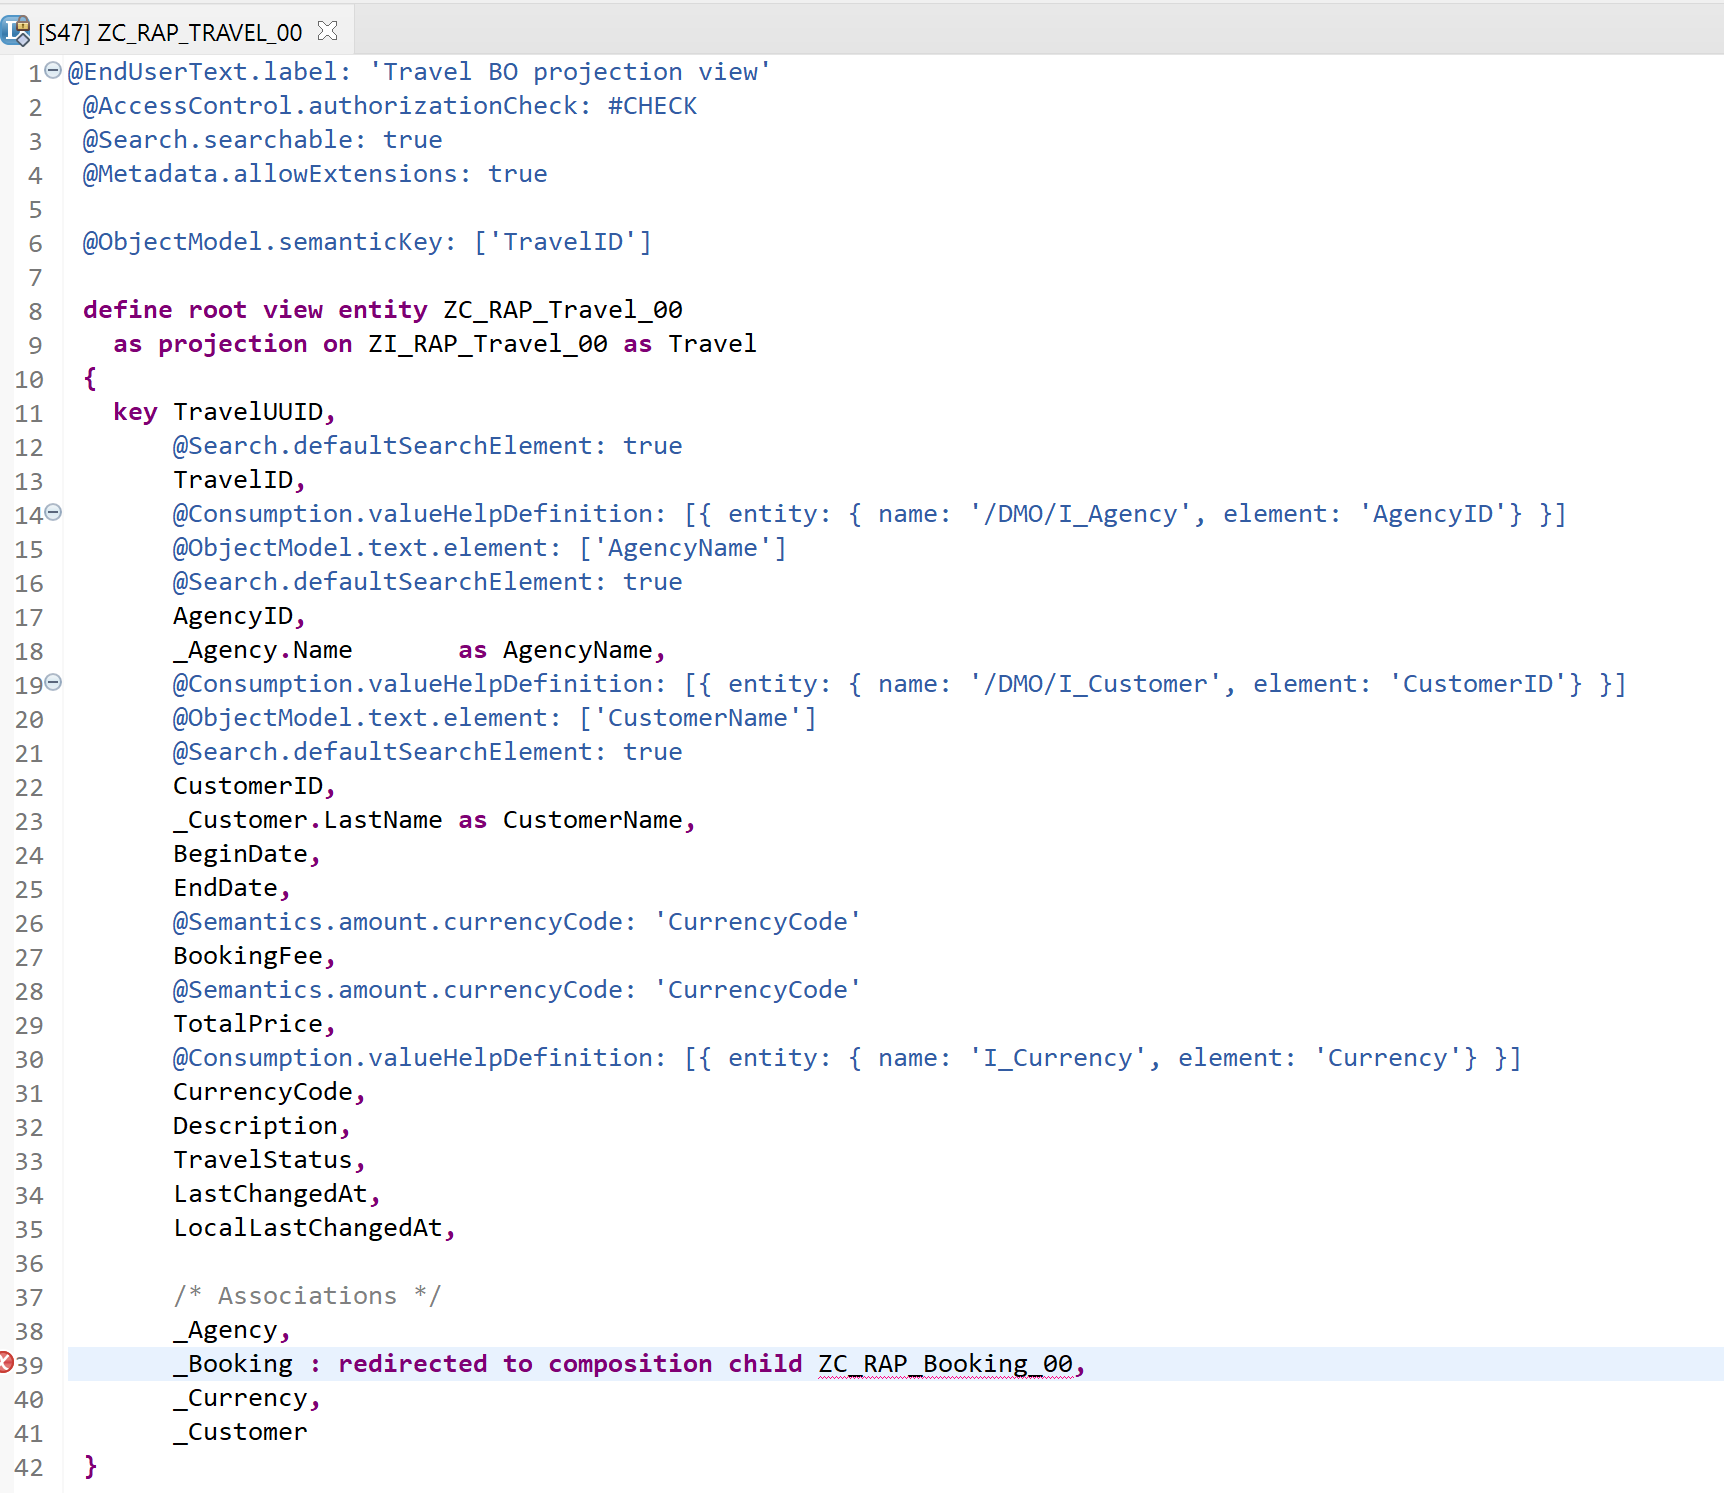 [S47] ZC_RAP_TRAVEL_00
1 @EndUserText.label: 'Travel BO projection view'
2 @AccessControl.authorizationCheck: #CHECK
3 @Search.searchable: true
4 @Metadata.allowExtensions: true
5
6 @ObjectModel.semanticKey: ['TravelID']
7
8 define root view entity ZC_RAP_Travel_00
9 as projection on ZI_RAP_Travel_00 as Travel
10 {
11 key TravelUUID,
12 @Search.defaultSearchElement: true
13 TravelID,
14 @Consumption.valueHelpDefinition: [{ entity: { name: '/DMO/I_Agency', element: 'AgencyID'} }]
15 @ObjectModel.text.element: ['AgencyName']
16 @Search.defaultSearchElement: true
17 AgencyID,
18 _Agency.Name as AgencyName,
19 @Consumption.valueHelpDefinition: [{ entity: { name: '/DMO/I_Customer', element: 'CustomerID'} }]
20 @ObjectModel.text.element: ['CustomerName']
21 @Search.defaultSearchElement: true
22 CustomerID,
23 _Customer.LastName as CustomerName,
24 BeginDate,
25 EndDate,
26 @Semantics.amount.currencyCode: 'CurrencyCode'
27 BookingFee,
28 @Semantics.amount.currencyCode: 'CurrencyCode'
29 TotalPrice,
30 @Consumption.valueHelpDefinition: [{ entity: { name: 'I_Currency', element: 'Currency'} }]
31 CurrencyCode,
32 Description,
33 TravelStatus,
34 LastChangedAt,
35 LocalLastChangedAt,
36
37 /* Associations */
38 _Agency,
39 _Booking : redirected to composition child ZC_RAP_Booking_00,
40 _Currency,
41 _Customer
42 }